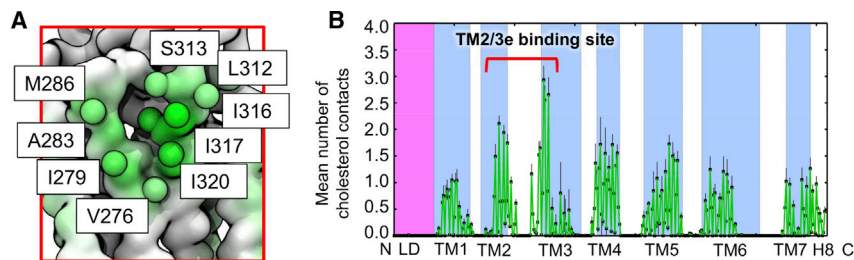 A
S313
L312
M286
I316
A283
I317
I279
I320
V276
B
TM2/3e binding site
Mean number of
cholesterol contacts
4.0
3.5
3.0
2.5
2.0
1.5
1.0
0.5
0.0
N LD TM1 TM2 TM3 TM4 TM5 TM6 TM7 H8 C